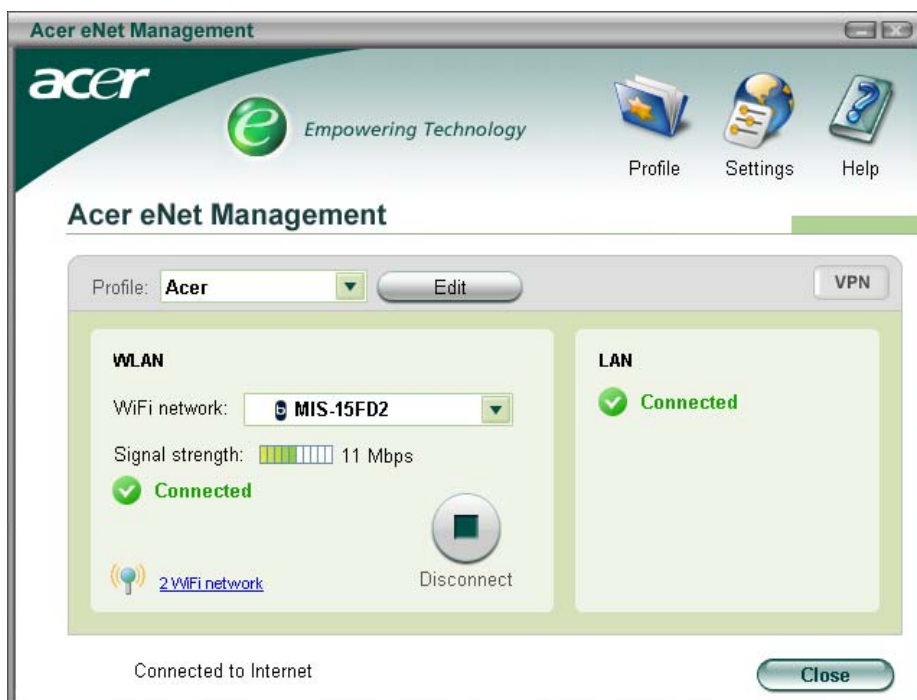 Acer eNet Management
acer
e Empowering Technology
Profile Settings Help
Acer eNet Management
Profile: Acer Edit VPN
WLAN
WiFi network: b MIS-15FD2
Signal strength: 11 Mbps
Connected
2 WiFi network
Disconnect
LAN
Connected
Connected to Internet
Close